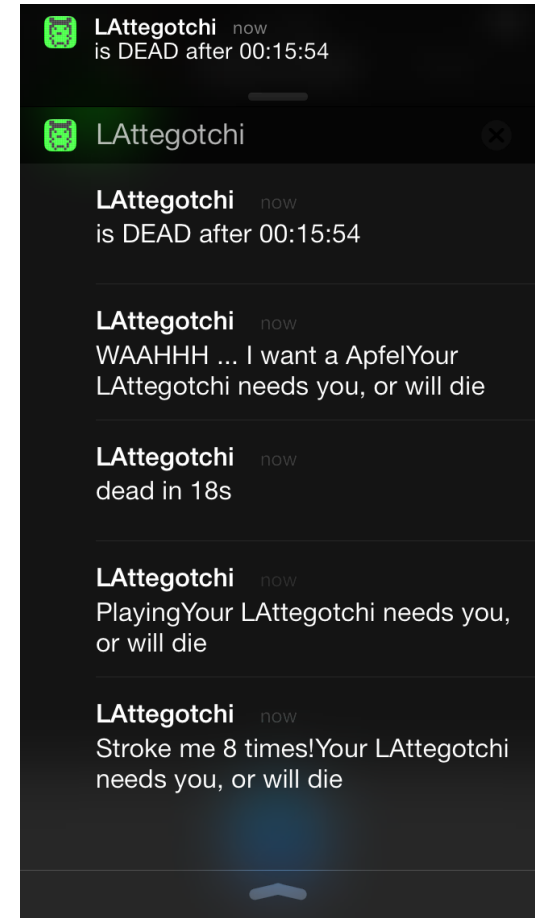 LAttegotchi now
is DEAD after 00:15:54
LAttegotchi
LAttegotchi now
is DEAD after 00:15:54
LAttegotchi now
WAAHHH ... I want a ApfelYour
LAttegotchi needs you, or will die
LAttegotchi now
dead in 18s
LAttegotchi now
PlayingYour LAttegotchi needs you,
or will die
LAttegotchi now
Stroke me 8 times!Your LAttegotchi
needs you, or will die